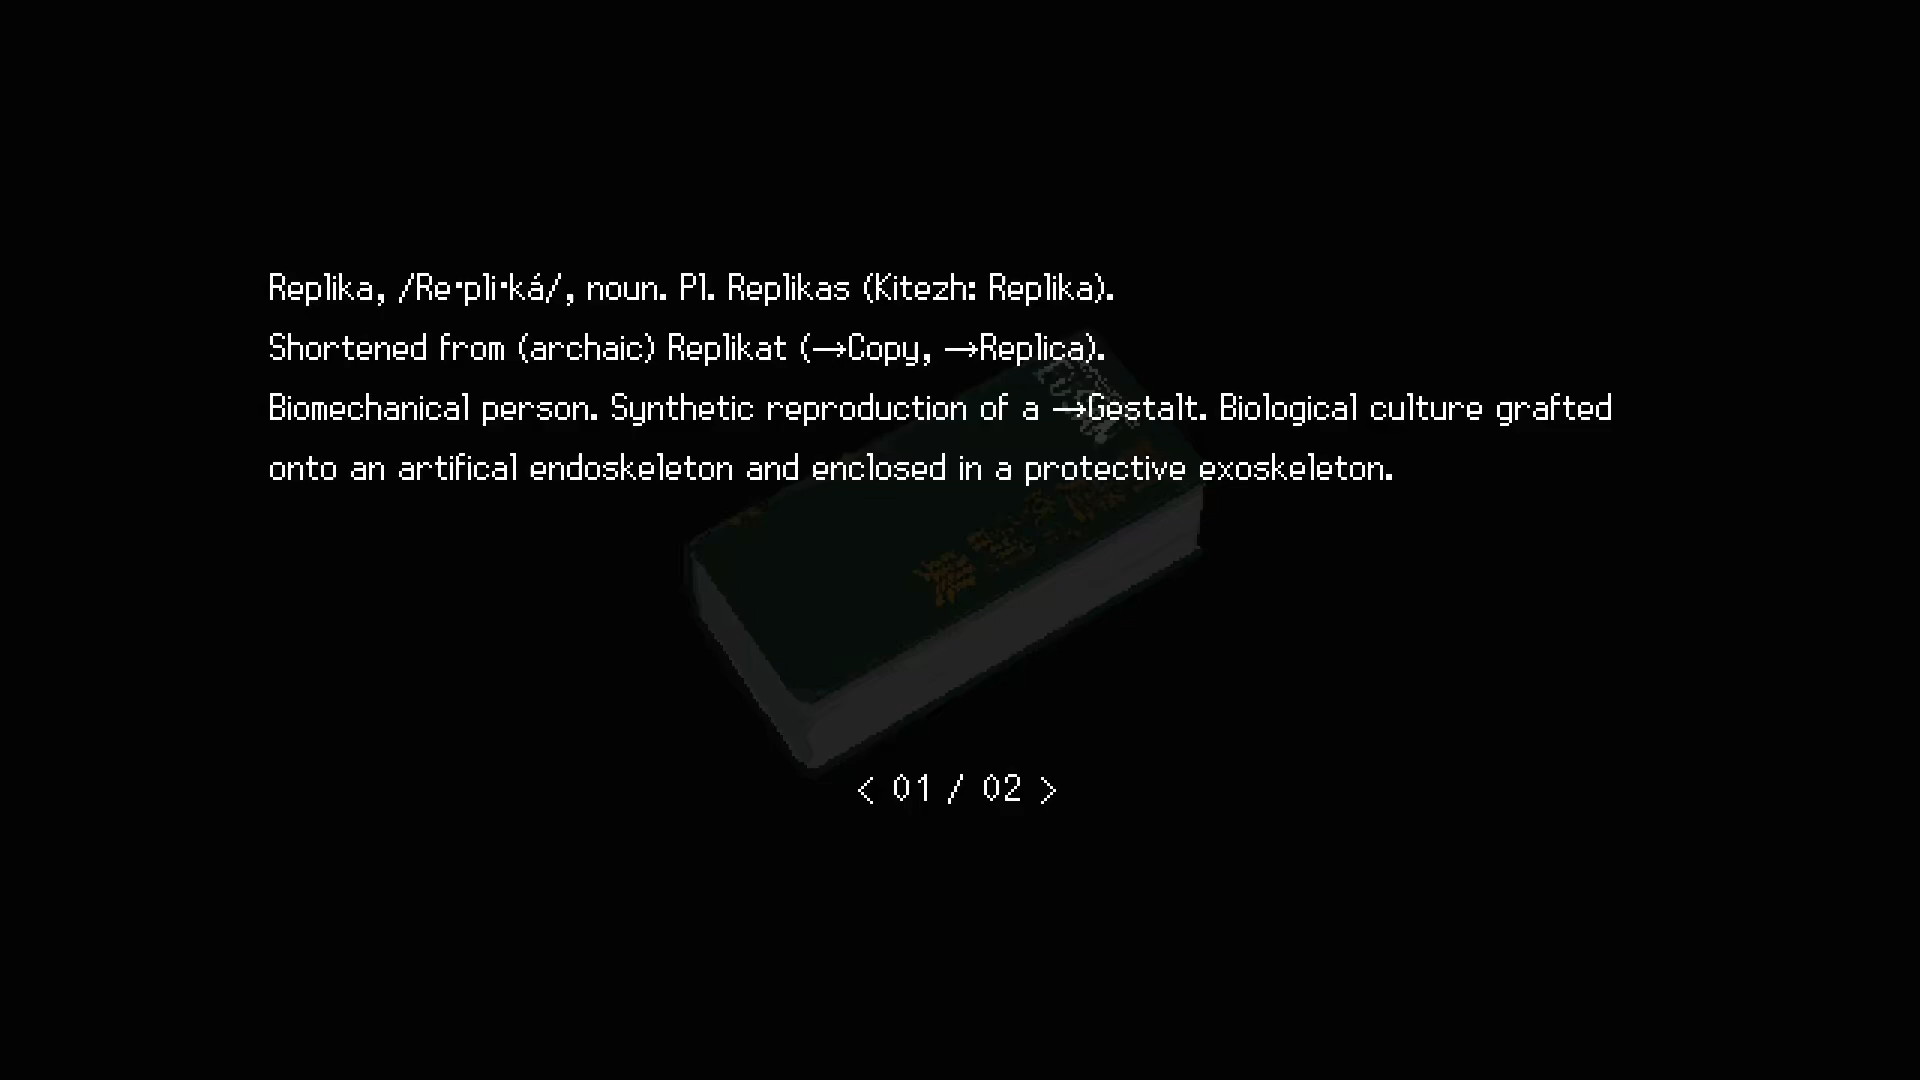 Replika, /Re·pli·ká/, noun. Pl. Replikas (Kitezh: Replika).
Shortened from (archaic) Replikat (→Copy, →Replica).
Biomechanical person. Synthetic reproduction of a →Gestalt. Biological culture grafted
onto an artifical endoskeleton and enclosed in a protective exoskeleton.
< 01 / 02 >